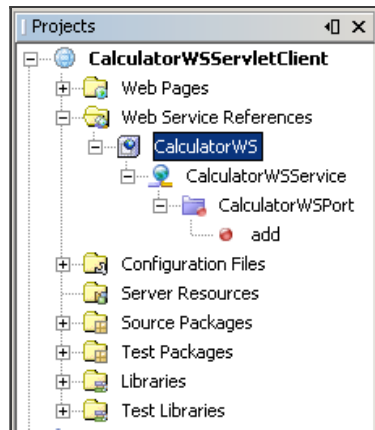 Projects
CalculatorWSServletClient
Web Pages
Web Service References
CalculatorWS
CalculatorWSService
CalculatorWSPort
add
Configuration Files
Server Resources
Source Packages
Test Packages
Libraries
Test Libraries